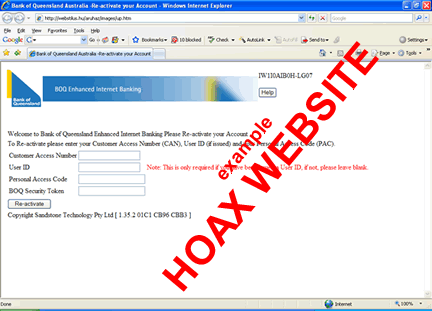 Bank of Queensland Australia -Re-activate your Account - Windows Internet Explorer
http://webstilus.hu/aruhaz/images/up.htm
File Edit View Favorites Tools Help
Google Go Bookmarks 10 blocked Check AutoLink AutoFill Send to Settings
Bank of Queensland Australia -Re-activate your Account
Page Tools
Bank of Queensland
BOQ Enhanced Internet Banking
IW110AIB0H-LG07
Help
Welcome to Bank of Queensland Enhanced Internet Banking Please Re-activate your Account
To Re-activate please enter your Customer Access Number (CAN), User ID (if issued) and Personal Access Code (PAC).
Customer Access Number
User ID
Note: This is only required if you have be User ID, if not, please leave blank.
Personal Access Code
BOQ Security Token
Re-activate
Copyright Sandstone Technology Pty Ltd [ 1.35.2 01C1 CB96 CBB3 ]
example
HOAX WEBSITE
Done
Internet
100%